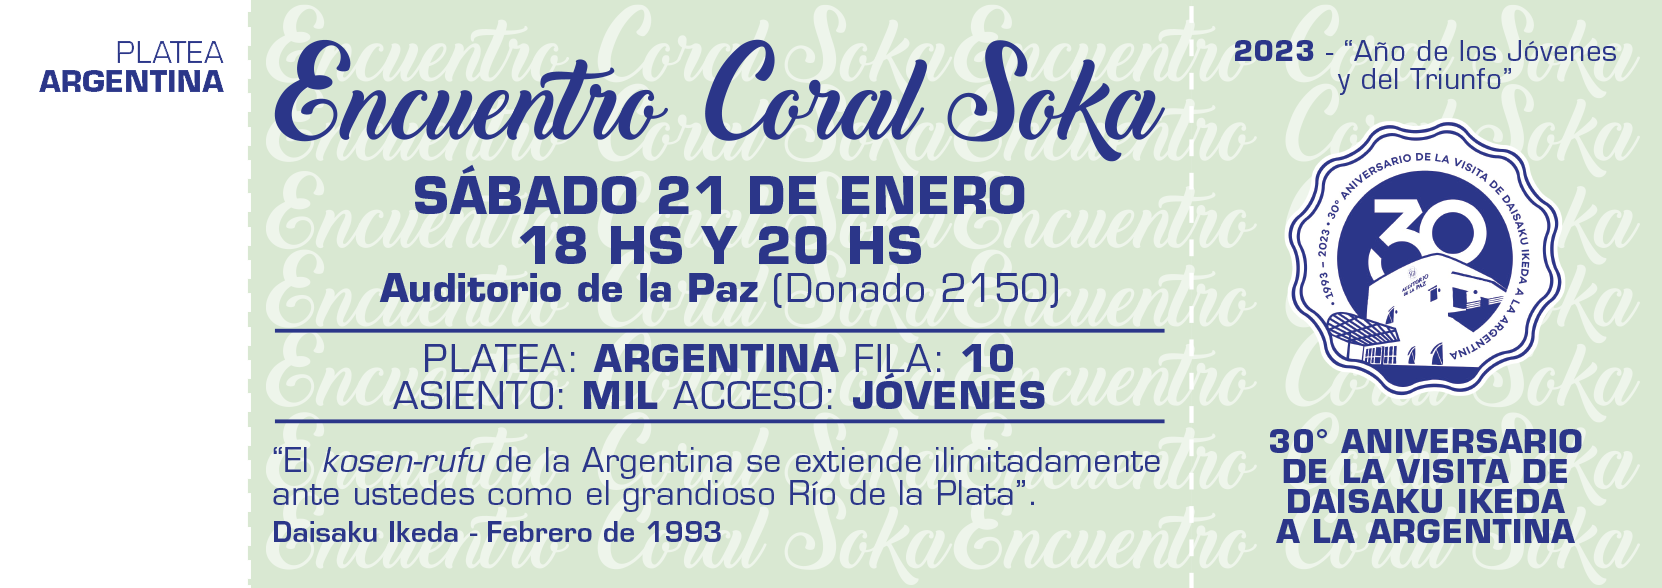 PLATEA
ARGENTINA
Encuentro Coral Soka
SÁBADO 21 DE ENERO
18 HS Y 20 HS
Auditorio de la Paz (Donado 2150)
PLATEA: ARGENTINA FILA: 10
ASIENTO: MIL ACCESO: JÓVENES
“El kosen-rufu de la Argentina se extiende ilimitadamente
ante ustedes como el grandioso Río de la Plata”.
Daisaku Ikeda - Febrero de 1993
2023 - “Año de los Jóvenes
y del Triunfo”
• 1993 – 2023 • 30° ANIVERSARIO DE LA VISITA DE DAISAKU IKEDA A LA ARGENTINA
30
AUDITORIO
de la PAZ
30° ANIVERSARIO
DE LA VISITA DE
DAISAKU IKEDA
A LA ARGENTINA